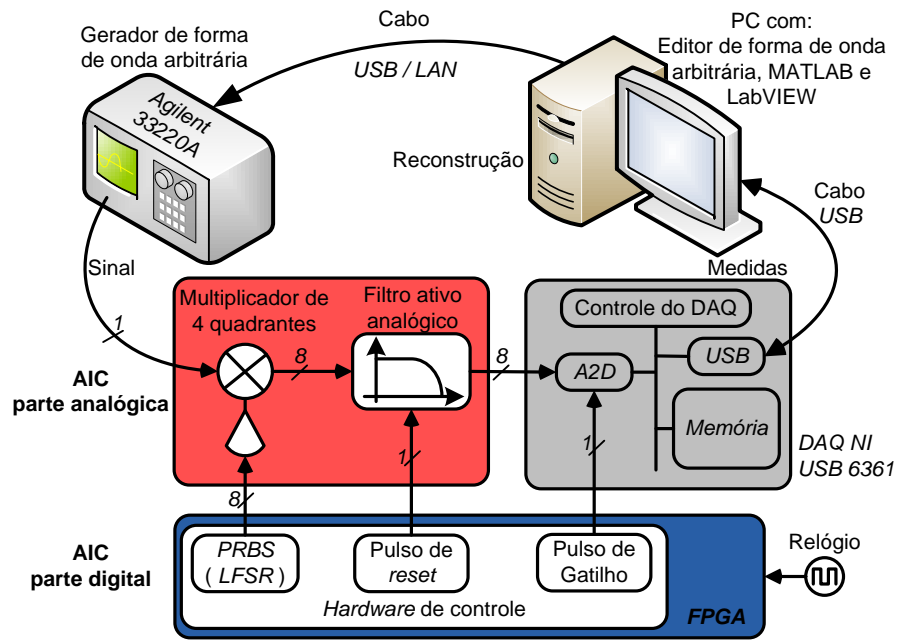 Cabo
USB / LAN
Gerador de forma
de onda arbitrária
Agilent
33220A
PC com:
Editor de forma de onda
arbitrária, MATLAB e
LabVIEW
Reconstrução
Cabo
USB
Sinal
Medidas
1
Multiplicador de
4 quadrantes
Filtro ativo
analógico
8
8
AIC
parte analógica
8
1
Controle do DAQ
A2D
USB
Memória
1
DAQ NI
USB 6361
AIC
parte digital
PRBS
( LFSR )
Pulso de
reset
Pulso de
Gatilho
Hardware de controle
FPGA
Relógio